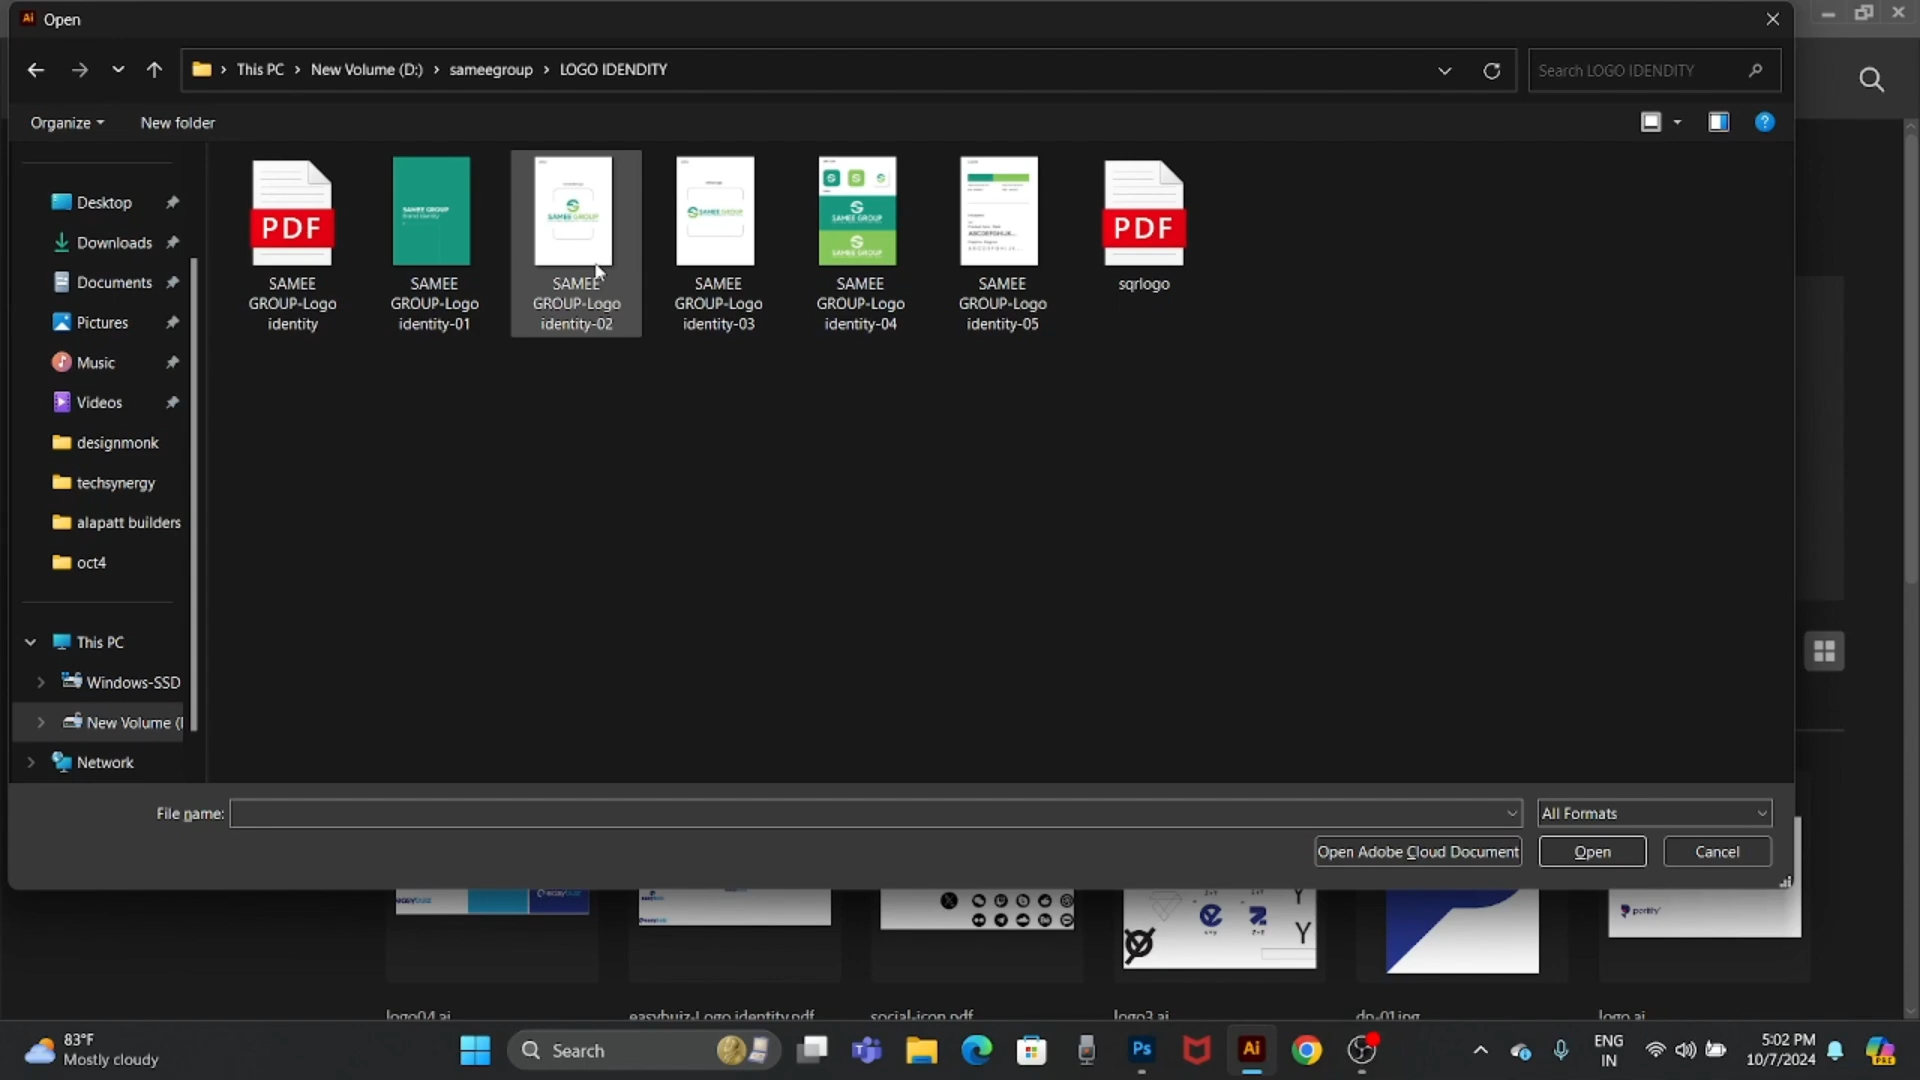 Ai Open
This PC > New Volume (D:) > sameegroup > LOGO IDENDITY
Search LOGO IDENDITY
Organize
New folder
?
Desktop
Downloads
Documents
Pictures
Music
Videos
designmonk
techsynergy
alapatt builders
oct4
This PC
Windows-SSD
New Volume (
Network
PDF
SAMEE
GROUP-Logo
identity
SAMEE GROUP
Brand Identity
SAMEE
GROUP-Logo
identity-01
SAMEE GROUP
SAMEE
GROUP-Logo
identity-02
SAMEE GROUP
SAMEE
GROUP-Logo
identity-03
SAMEE GROUP
SAMEE GROUP
SAMEE
GROUP-Logo
identity-04
SAMEE
GROUP-Logo
identity-05
PDF
sqrlogo
File name:
All Formats
Open Adobe Cloud Document
Open
Cancel
easybuiz
easybuiz
Y
Y
portify
logo04.ai
easybuiz-Logo identity.pdf
social-icon.pdf
logo3.ai
dp-01.jpg
logo.ai
83°F
Mostly cloudy
Search
Ps
Ai
ENG
IN
5:02 PM
10/7/2024
PRE